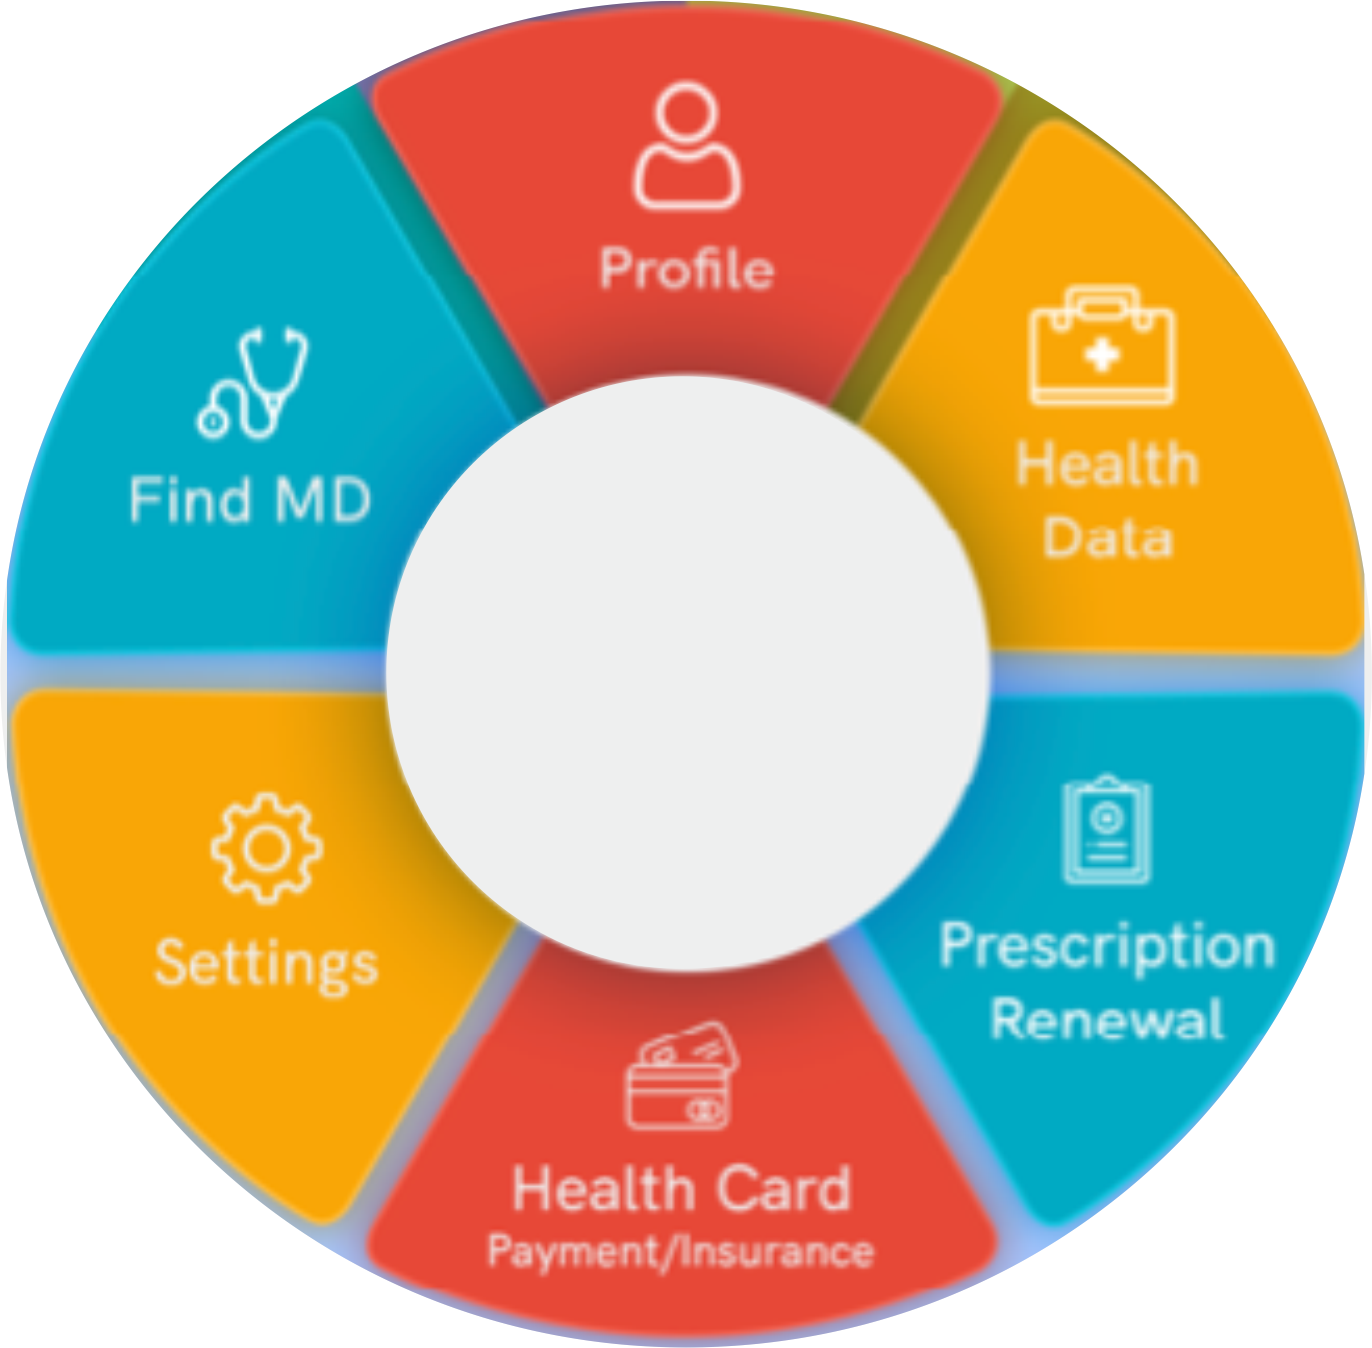 Profile
Health
Data
Prescription
Renewal
Health Card
Payment/Insurance
Settings
Find MD